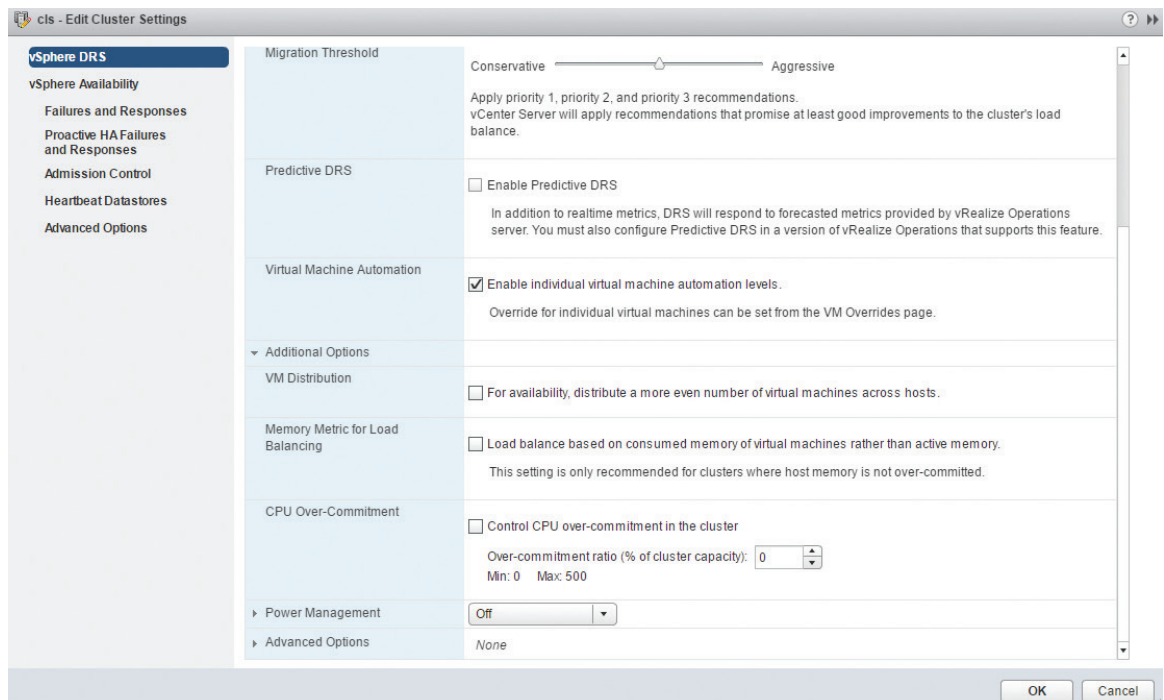 cls - Edit Cluster Settings
vSphere DRS
vSphere Availability
Failures and Responses
Proactive HA Failures
and Responses
Admission Control
Heartbeat Datastores
Advanced Options
Migration Threshold
Conservative Aggressive
Apply priority 1, priority 2, and priority 3 recommendations.
vCenter Server will apply recommendations that promise at least good improvements to the cluster's load
balance.
Predictive DRS
Enable Predictive DRS
In addition to realtime metrics, DRS will respond to forecasted metrics provided by vRealize Operations
server. You must also configure Predictive DRS in a version of vRealize Operations that supports this feature.
Virtual Machine Automation
Enable individual virtual machine automation levels.
Override for individual virtual machines can be set from the VM Overrides page.
Additional Options
VM Distribution
For availability, distribute a more even number of virtual machines across hosts.
Memory Metric for Load
Balancing
Load balance based on consumed memory of virtual machines rather than active memory.
This setting is only recommended for clusters where host memory is not over-committed.
CPU Over-Commitment
Control CPU over-commitment in the cluster
Over-commitment ratio (% of cluster capacity): 0
Min: 0 Max: 500
Power Management Off
Advanced Options None
OK Cancel